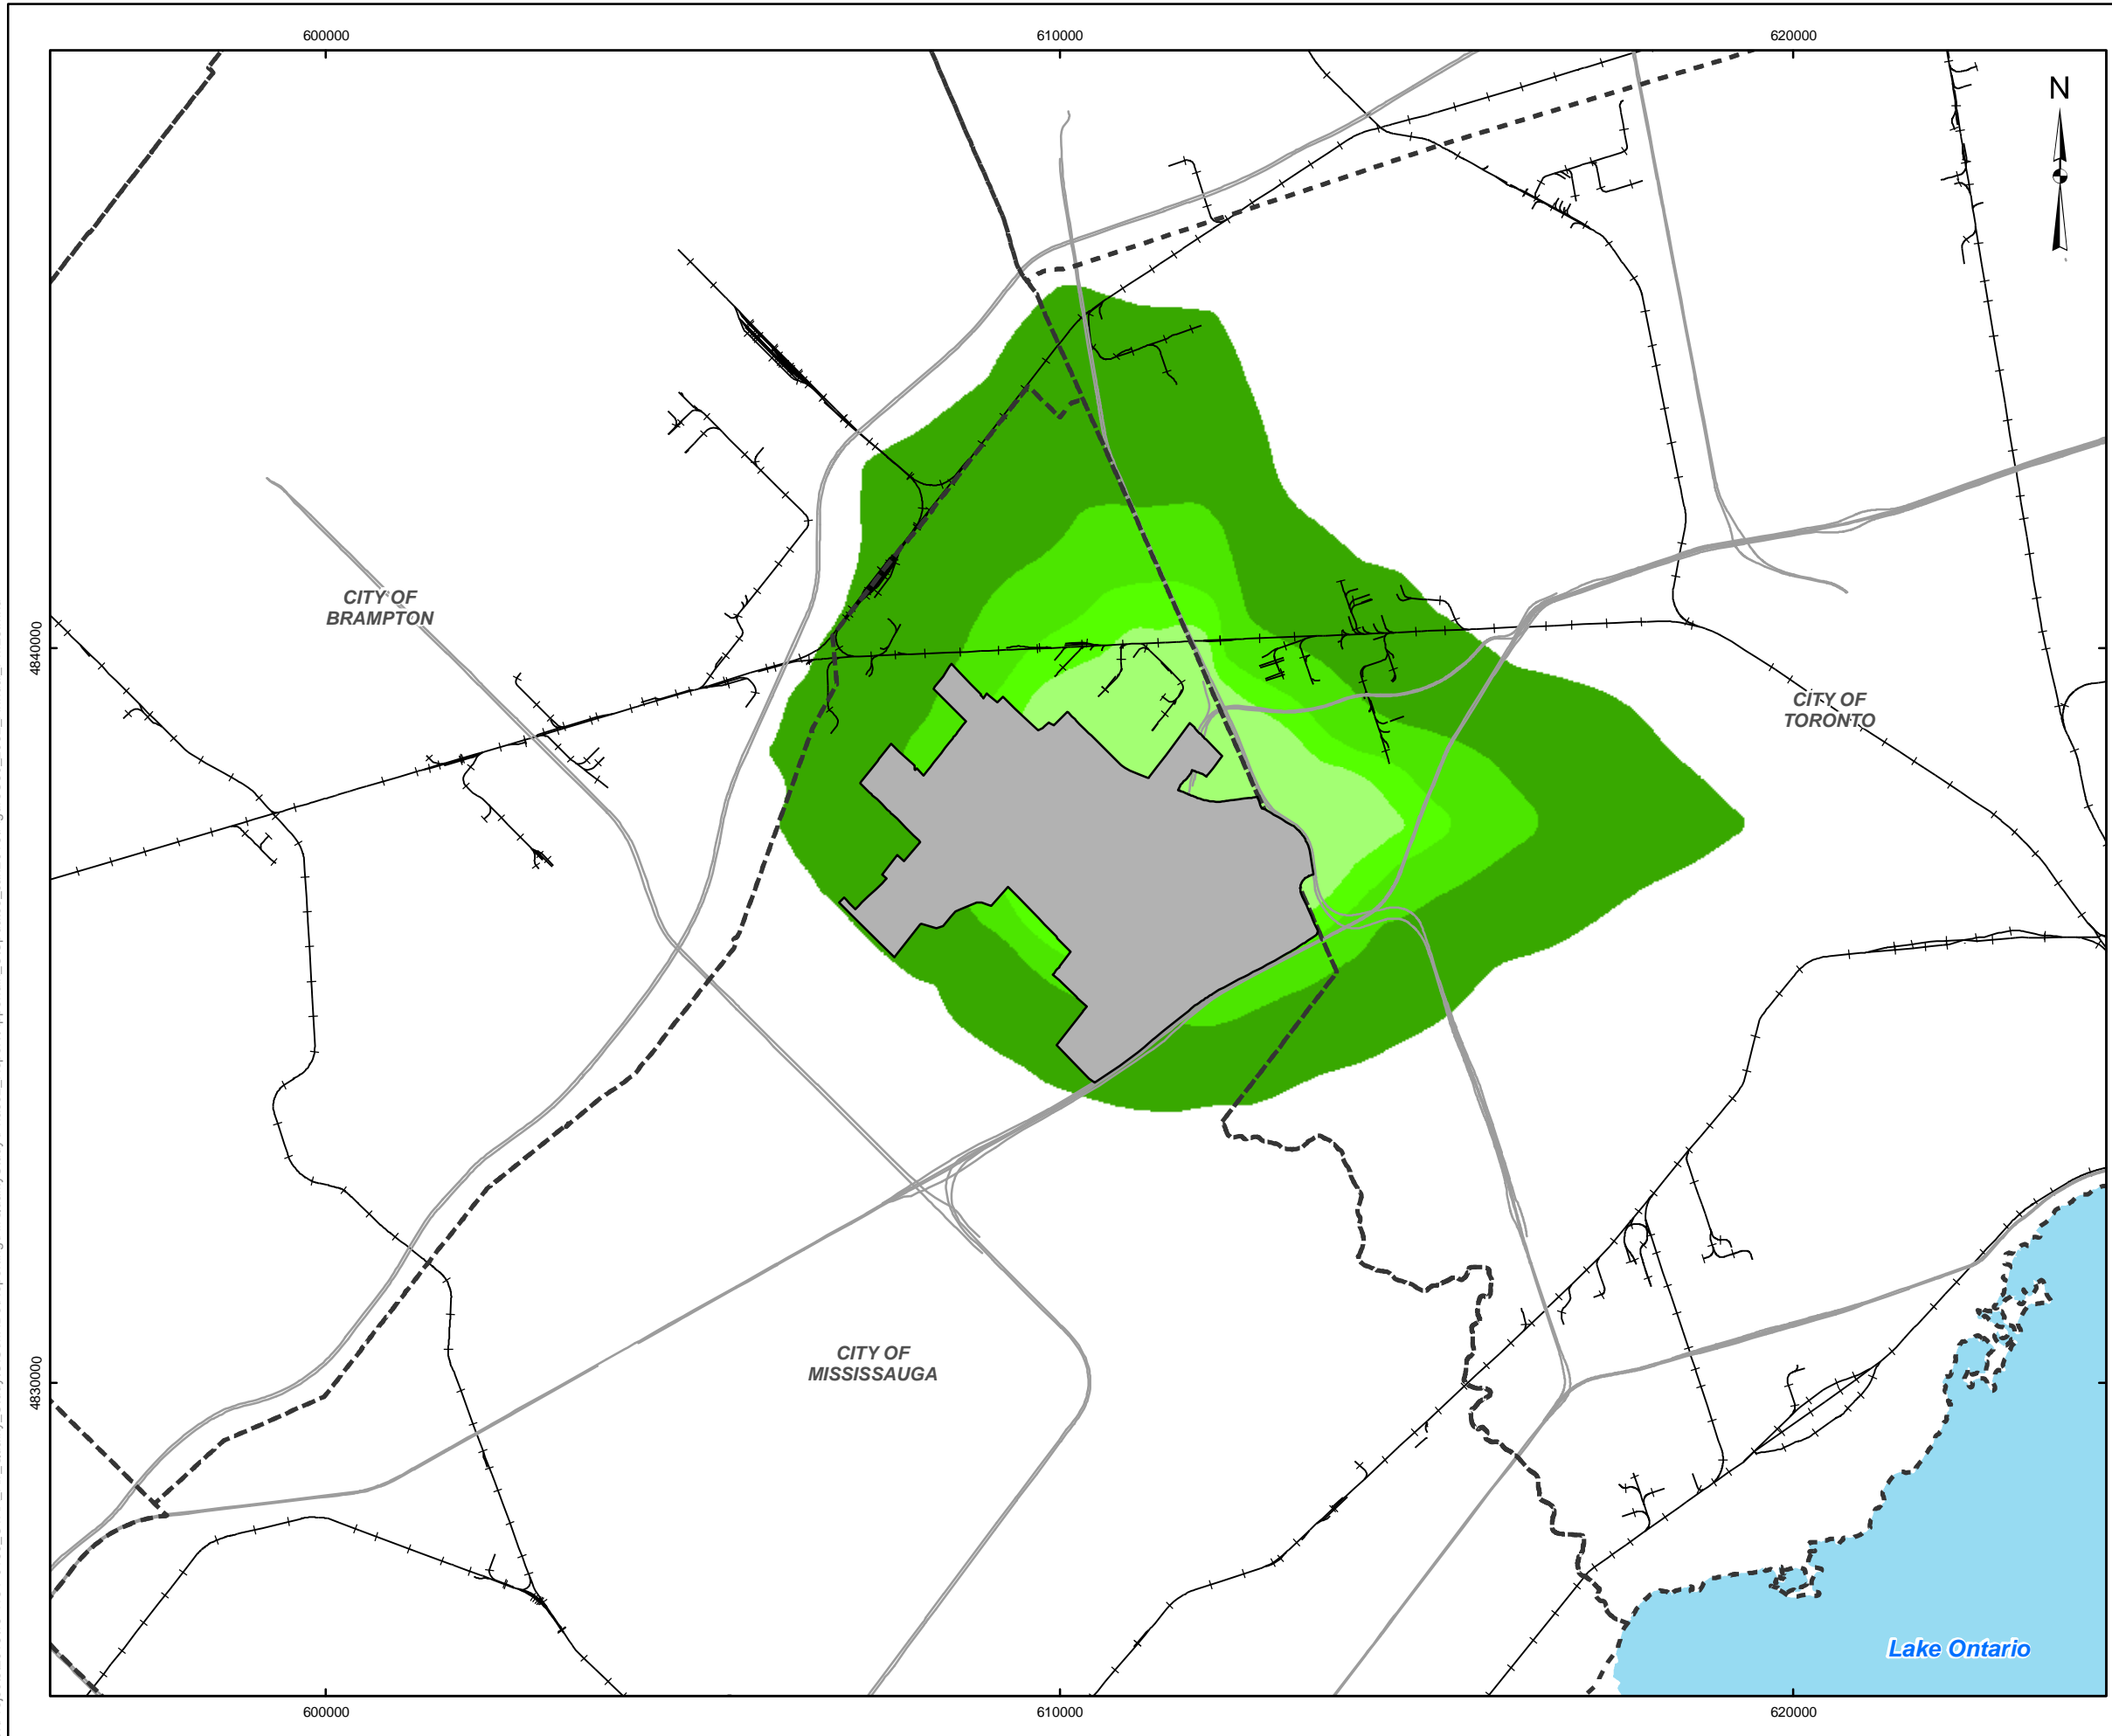 600000
610000
620000
N
CITY OF
BRAMPTON
4840000
CITY OF
TORONTO
CITY OF
MISSISSAUGA
4830000
Lake Ontario
600000
610000
620000